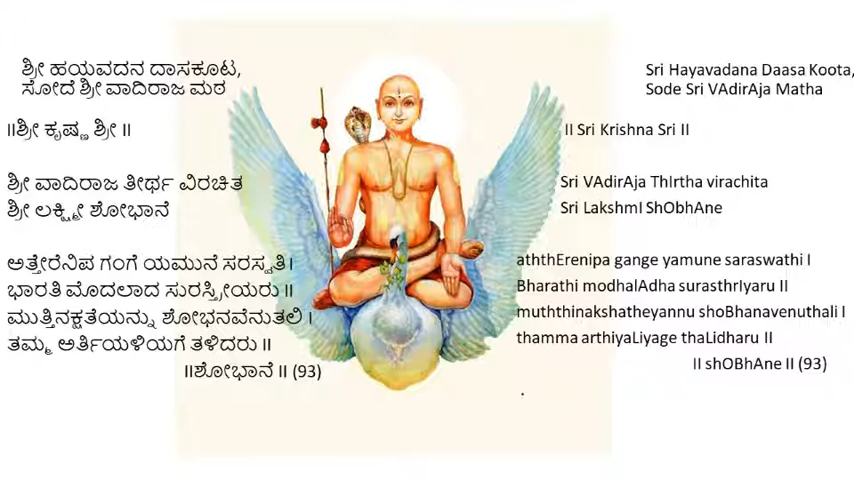 ಶ್ರೀ ಹಯವದನ ದಾಸಕೂಟ,
ಸೋದೆ ಶ್ರೀ ವಾದಿರಾಜ ಮಠ
॥ಶ್ರೀ ಕೃಷ್ಣ ಶ್ರೀ ॥
ಶ್ರೀ ವಾದಿರಾಜ ತೀರ್ಥ ವಿರಚಿತ
ಶ್ರೀ ಲಕ್ಷ್ಮೀ ಶೋಭಾನೆ
ಅತ್ತೇರೆನಿಪ ಗಂಗೆ ಯಮುನೆ ಸರಸ್ವತಿ।
ಭಾರತಿ ಮೊದಲಾದ ಸುರಸ್ತ್ರೀಯರು ॥
ಮುತ್ತಿನಕ್ಷತೆಯನ್ನು ಶೋಭನವೆನುತಲಿ ।
ತಮ್ಮ ಅರ್ತಿಯಳಿಯಗೆ ತಳಿದರು ॥
॥ಶೋಭಾನೆ ॥ (93)
Sri Hayavadana Daasa Koota,
Sode Sri VAdirAja Matha
II Sri Krishna Sri II
Sri VAdirAja ThIrtha virachita
Sri LakshmI ShObhAne
aththErenipa gange yamune saraswathi I
Bharathi modhalAdha surasthrIyaru II
muththinakshatheyannu shoBhanavenuthali I
thamma arthiyaLiyage thaLidharu II
II shOBhAne II (93)